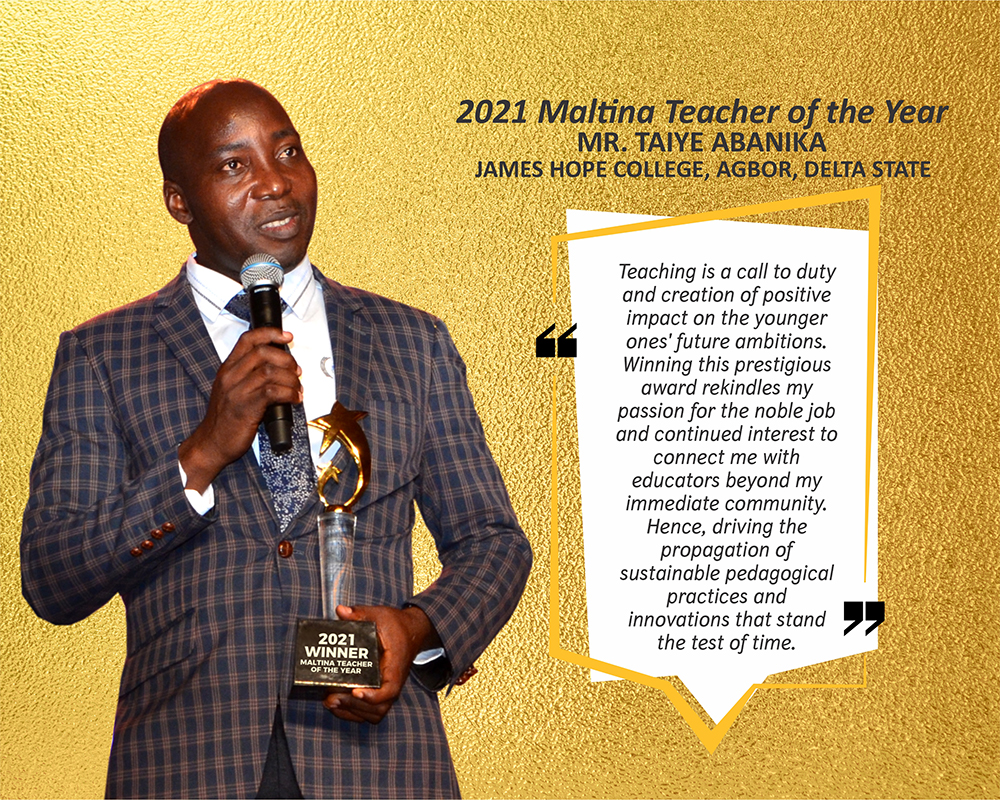 2021 Maltina Teacher of the Year
MR. TAIYE ABANIKA
JAMES HOPE COLLEGE, AGBOR, DELTA STATE
“
Teaching is a call to duty
and creation of positive
impact on the younger
ones' future ambitions.
Winning this prestigious
award rekindles my
passion for the noble job
and continued interest to
connect me with
educators beyond my
immediate community.
Hence, driving the
propagation of
sustainable pedagogical
practices and
innovations that stand
the test of time.
”
2021
WINNER
MALTINA TEACHER
OF THE YEAR